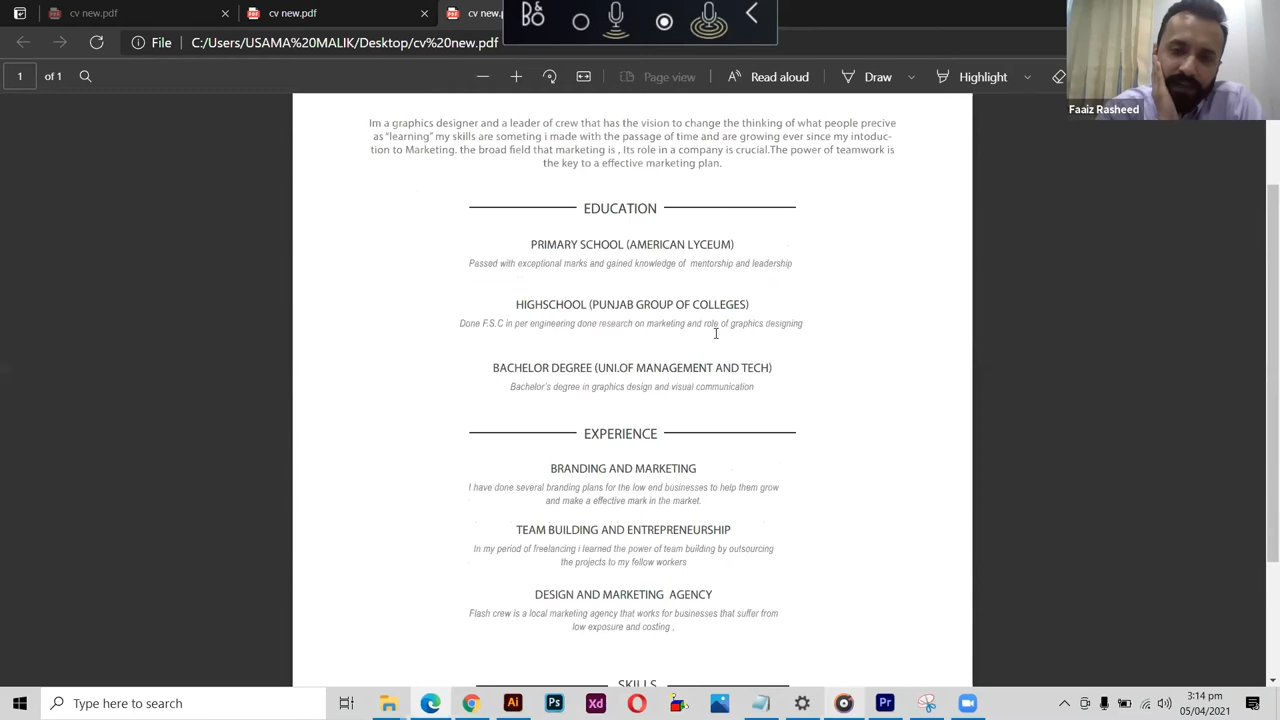 cv new.pdf
cv new.pdf
B&O
File
C:/Users/USAMA%20MALIK/Desktop/cv%20new.pdf
1 of 1
Page view
Read aloud
Draw
Highlight
Faaiz Rasheed
Im a graphics designer and a leader of crew that has the vision to change the thinking of what people precive
as “learning” my skills are someting i made with the passage of time and are growing ever since my intoduc-
tion to Marketing. the broad field that marketing is , Its role in a company is crucial.The power of teamwork is
the key to a effective marketing plan.
EDUCATION
PRIMARY SCHOOL (AMERICAN LYCEUM)
Passed with exceptional marks and gained knowledge of mentorship and leadership
HIGHSCHOOL (PUNJAB GROUP OF COLLEGES)
Done F.S.C in per engineering done research on marketing and role of graphics designing
BACHELOR DEGREE (UNI.OF MANAGEMENT AND TECH)
Bachelor's degree in graphics design and visual communication
EXPERIENCE
BRANDING AND MARKETING
I have done several branding plans for the low end businesses to help them grow
and make a effective mark in the market.
TEAM BUILDING AND ENTREPRENEURSHIP
In my period of freelancing i learned the power of team building by outsourcing
the projects to my fellow workers
DESIGN AND MARKETING AGENCY
Flash crew is a local marketing agency that works for businesses that suffer from
low exposure and costing ,
SKILLS
Type here to search
Ai
Ps
Xd
Pr
3:14 pm
05/04/2021